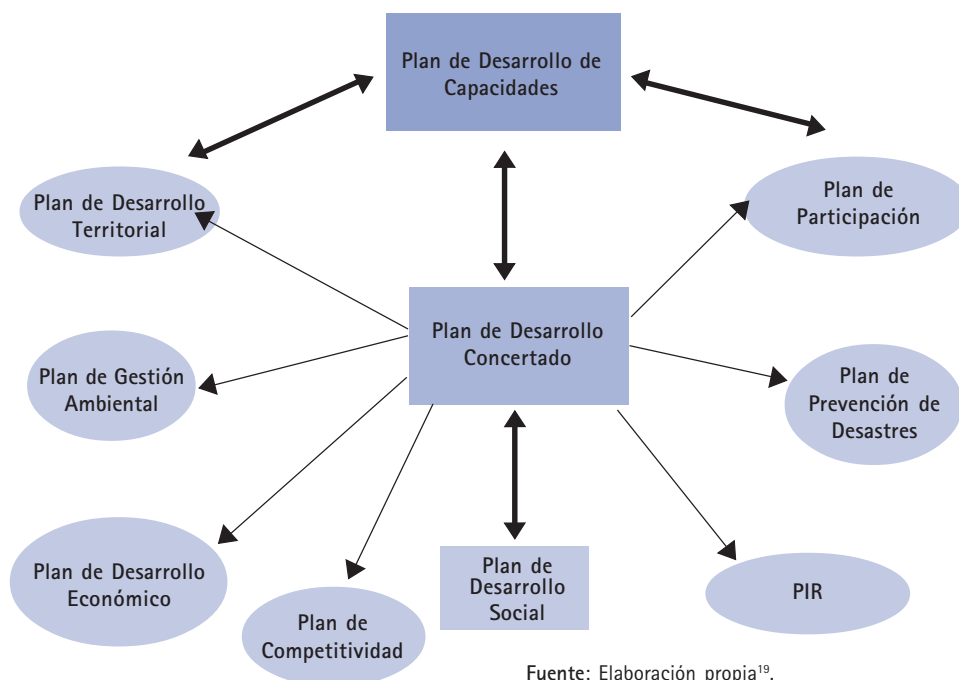 Plan de Desarrollo de
Capacidades
Plan de Desarrollo
Territorial
Plan de
Participación
Plan de Desarrollo
Concertado
Plan de Gestión
Ambiental
Plan de
Prevención de
Desastres
Plan de Desarrollo
Económico
Plan de
Competitividad
Plan de
Desarrollo
Social
PIR
Fuente: Elaboración propia¹⁹.